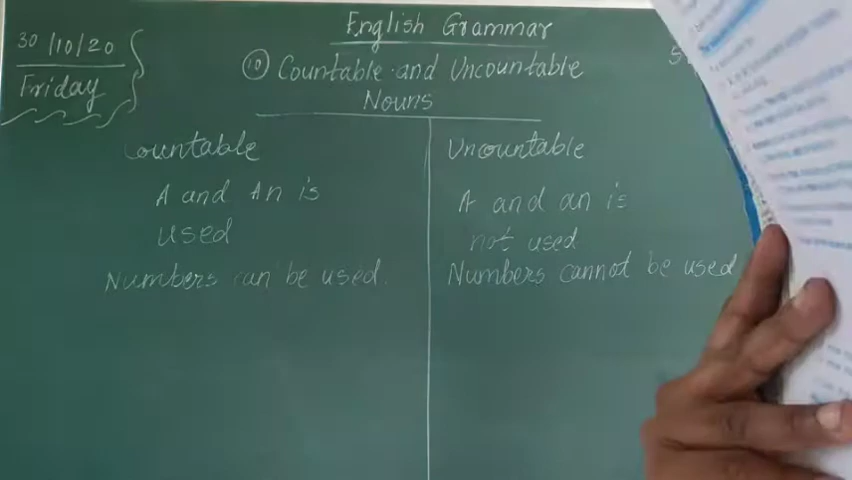 30/10/20
Friday
English Grammar
10 Countable and Uncountable
Nouns
Countable
A and An is
used
Numbers can be used.
Uncountable
A and an is
not used
Numbers cannot be used